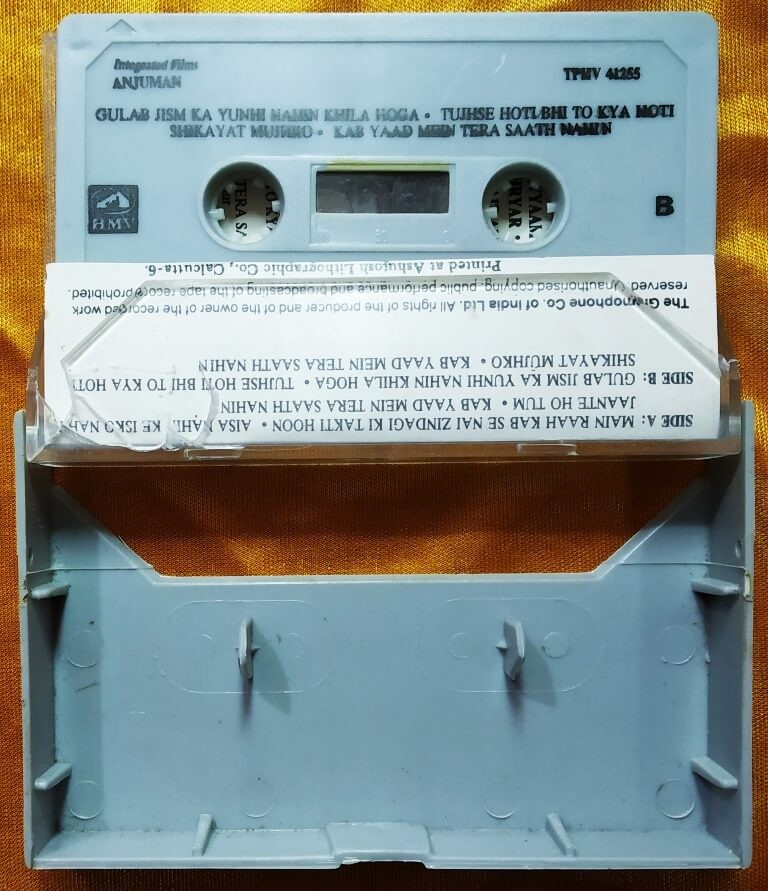 Integrated Films
ANJUMAN
TPHV 41255
GULAB JISM KA YUNHI NAHIN KHILA HOGA • TUJHSE HOTI BHI TO KYA HOTI
SHIKAYAT MUJHKO • KAB YAAD MEIN TERA SAATH NAHIN
HMV
B
TERA SA
SIDE A: MAIN RAAH KAB SE NAI ZINDAGI KI TAKTI HOON • AISA NAHIN KE ISKO NAH
JAANTE HO TUM • KAB YAAD MEIN TERA SAATH NAHIN
SIDE B: GULAB JISM KA YUNHI NAHIN KHILA HOGA • TUJHSE HOTI BHI TO KYA HOTI
SHIKAYAT MUJHKO • KAB YAAD MEIN TERA SAATH NAHIN
The Gramophone Co. of India Ltd. All rights of the producer and of the owner of the recorded work
reserved. Unauthorised copying, public performance and broadcasting of the tape recorded prohibited.
Printed at Ashutosh Lithographic Co., Calcutta-6.